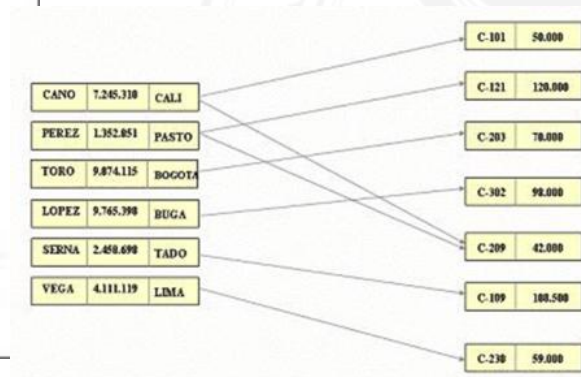 C-101 50.000
CANO 7.245.310 CALI
C-121 120.000
PEREZ 1.352.051 PASTO
C-203 70.000
TORO 9.874.115 BOGOTA
C-302 98.000
LOPEZ 9.765.398 BUGA
C-209 42.000
SERNA 2.458.698 TADO
C-109 108.500
VEGA 4.111.119 LIMA
C-230 59.000